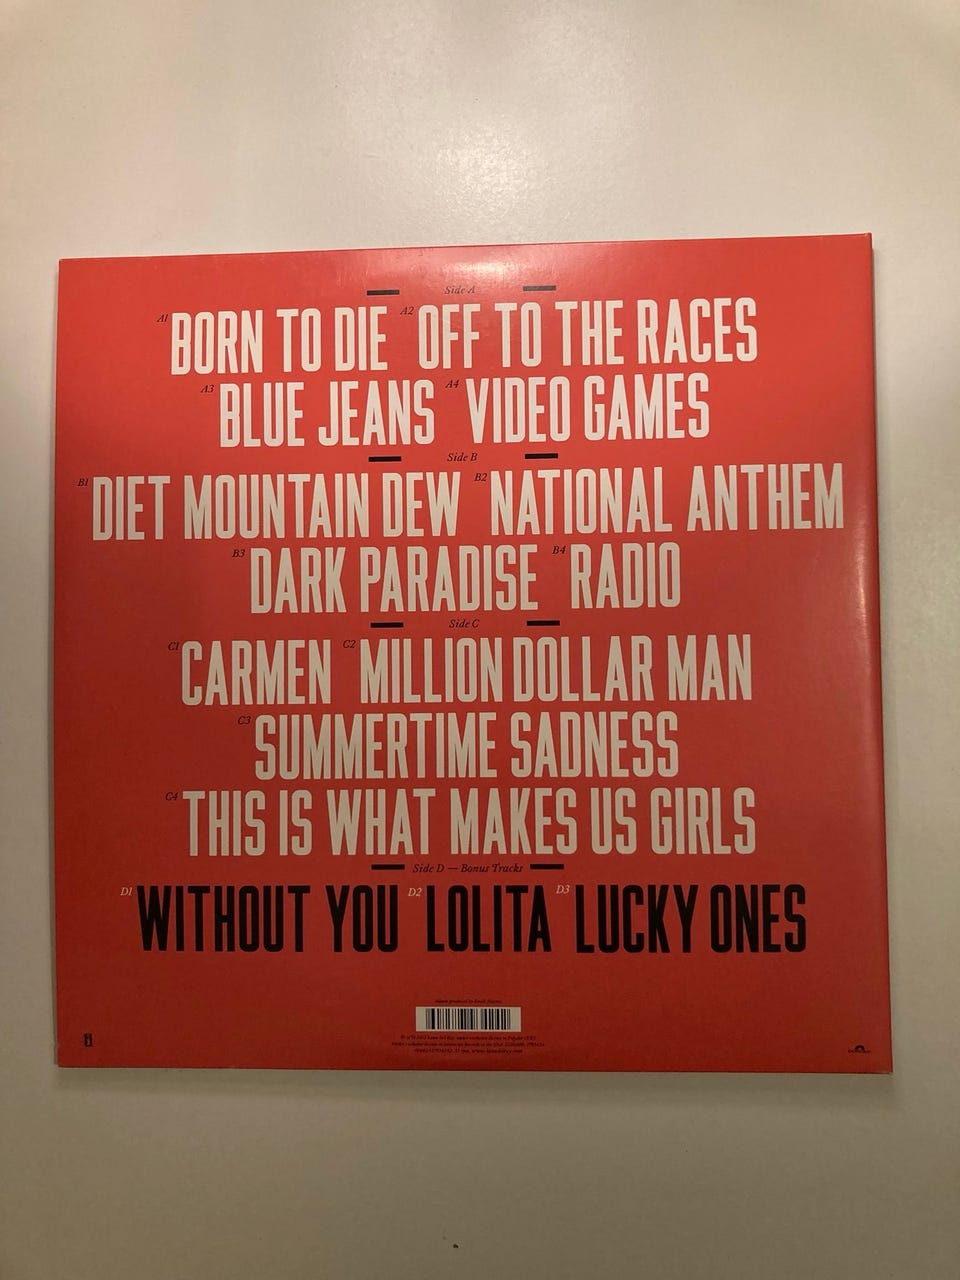 Side A
A1 BORN TO DIE A2 OFF TO THE RACES
A3 BLUE JEANS A4 VIDEO GAMES
Side B
B1 DIET MOUNTAIN DEW B2 NATIONAL ANTHEM
B3 DARK PARADISE B4 RADIO
Side C
C1 CARMEN C2 MILLION DOLLAR MAN
C3 SUMMERTIME SADNESS
C4 THIS IS WHAT MAKES US GIRLS
Side D — Bonus Tracks
D1 WITHOUT YOU D2 LOLITA D3 LUCKY ONES